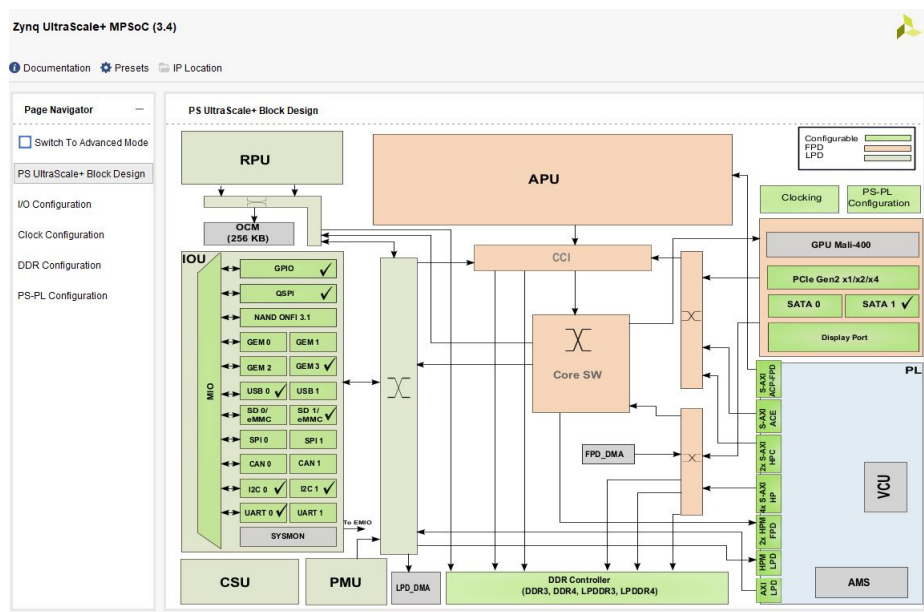 Zynq UltraScale+ MPSoC (3.4)
Documentation Presets IP Location
Page Navigator
Switch To Advanced Mode
PS UltraScale+ Block Design
I/O Configuration
Clock Configuration
DDR Configuration
PS-PL Configuration
PS UltraScale+ Block Design
Configurable
FPD
LPD
RPU
APU
Clocking
PS-PL
Configuration
OCM
(256 KB)
CCI
GPU Mali-400
PCIe Gen2 x1/x2/x4
SATA 0
SATA 1
Display Port
IOU
MIO
GPIO
QSPI
NAND ONFI 3.1
GEM 0
GEM 1
GEM 2
GEM 3
USB 0
USB 1
SD 0/
eMMC
SD 1/
eMMC
SPI 0
SPI 1
CAN 0
CAN 1
I2C 0
I2C 1
UART 0
UART 1
SYSMON
To EMIO
Core SW
FPD_DMA
PL
S-AXI
ACP-FPD
S-AXI
ACE
2x S-AXI
HPC
4x S-AXI
HP
2x HPM
FPD
HPM
LPD
AXI
LPD
VCU
AMS
CSU
PMU
LPD_DMA
DDR Controller
(DDR3, DDR4, LPDDR3, LPDDR4)